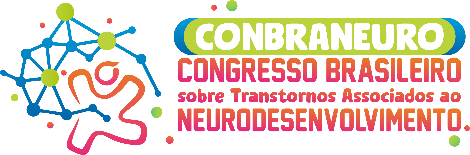 CONBRANEURO
CONGRESSO BRASILEIRO
sobre Transtornos Associados ao
NEURODESENVOLVIMENTO